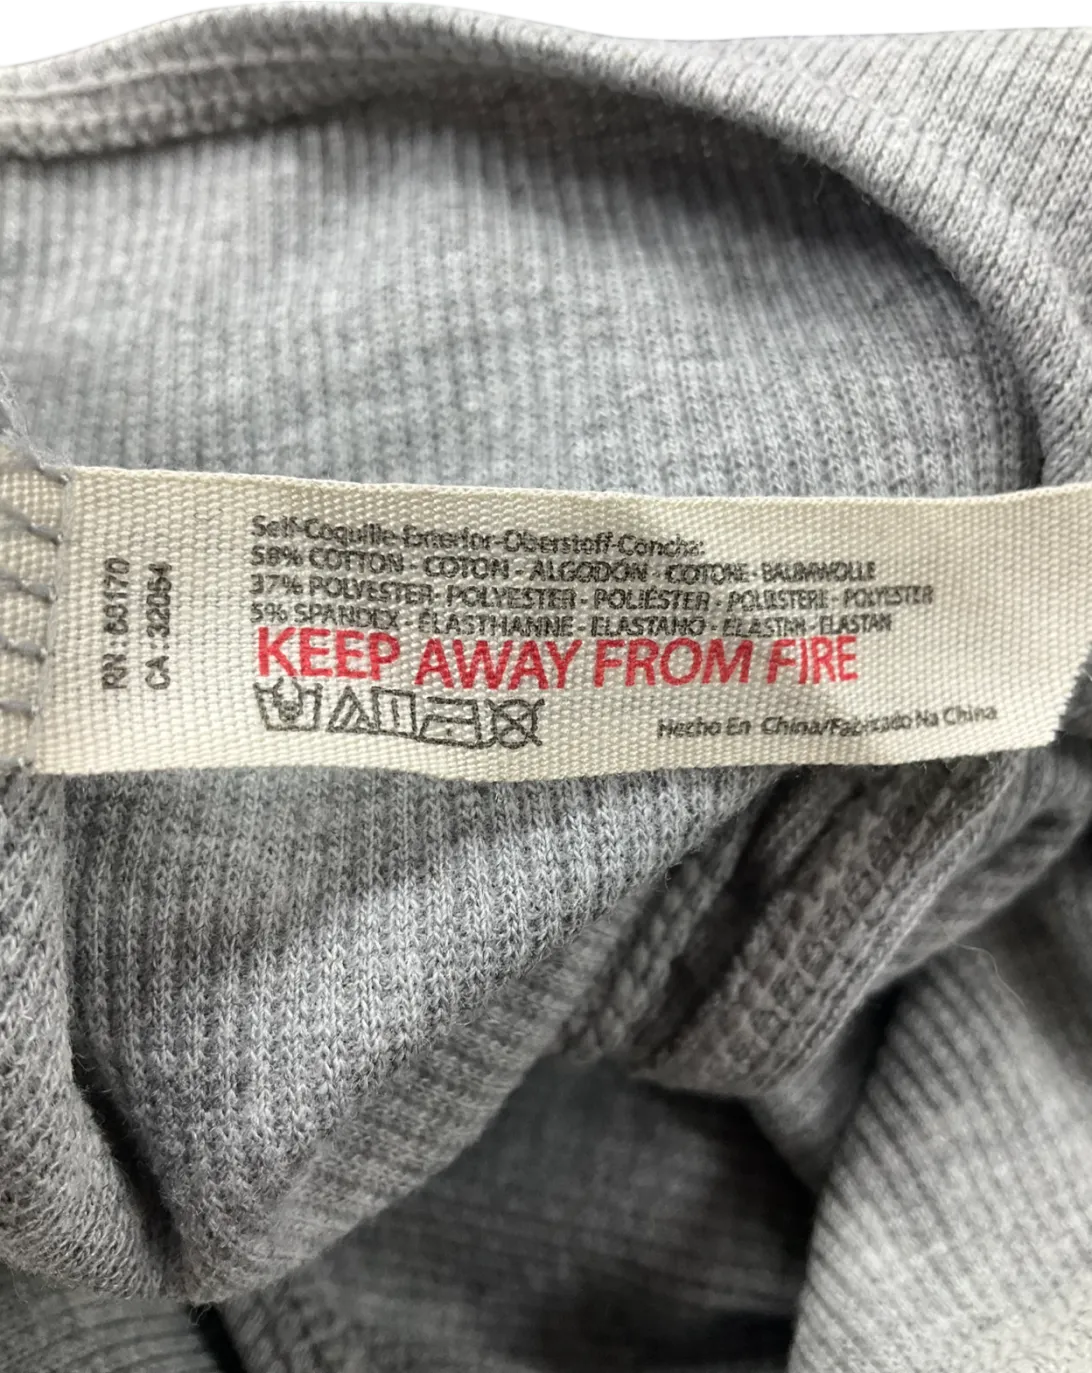 Self-Coquille-Exterior-Oberstoff-Concha:
58% COTTON - COTON - ALGODON - COTONE - BAUMWOLLE
37% POLYESTER - POLYESTER - POLIÉSTER - POLIESTERE - POLYESTER
5% SPANDEX - ÉLASTHANNE - ELASTANO - ELASTAN - ELASTAN
KEEP AWAY FROM FIRE
Hecho En China/Fabricado Na China
RN : 60170
CA : 32054